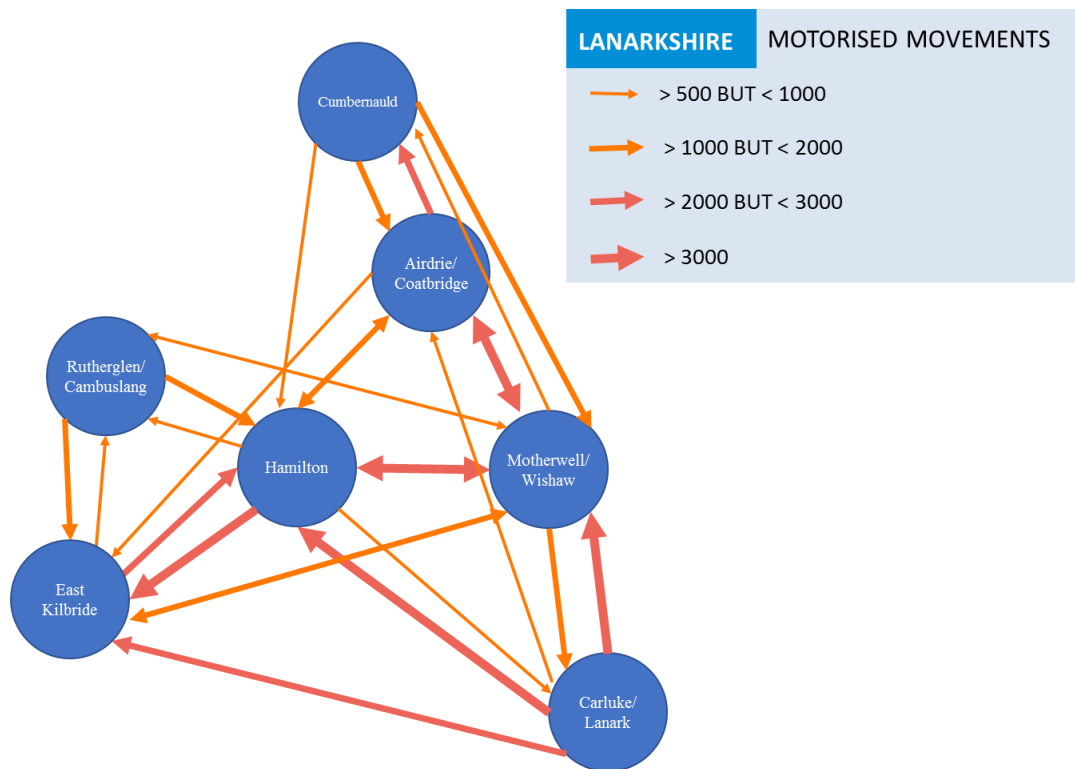 LANARKSHIRE MOTORISED MOVEMENTS
> 500 BUT < 1000
> 1000 BUT < 2000
> 2000 BUT < 3000
> 3000
Cumbernauld
Airdrie/
Coatbridge
Rutherglen/
Cambuslang
Hamilton
Motherwell/
Wishaw
East
Kilbride
Carluke/
Lanark